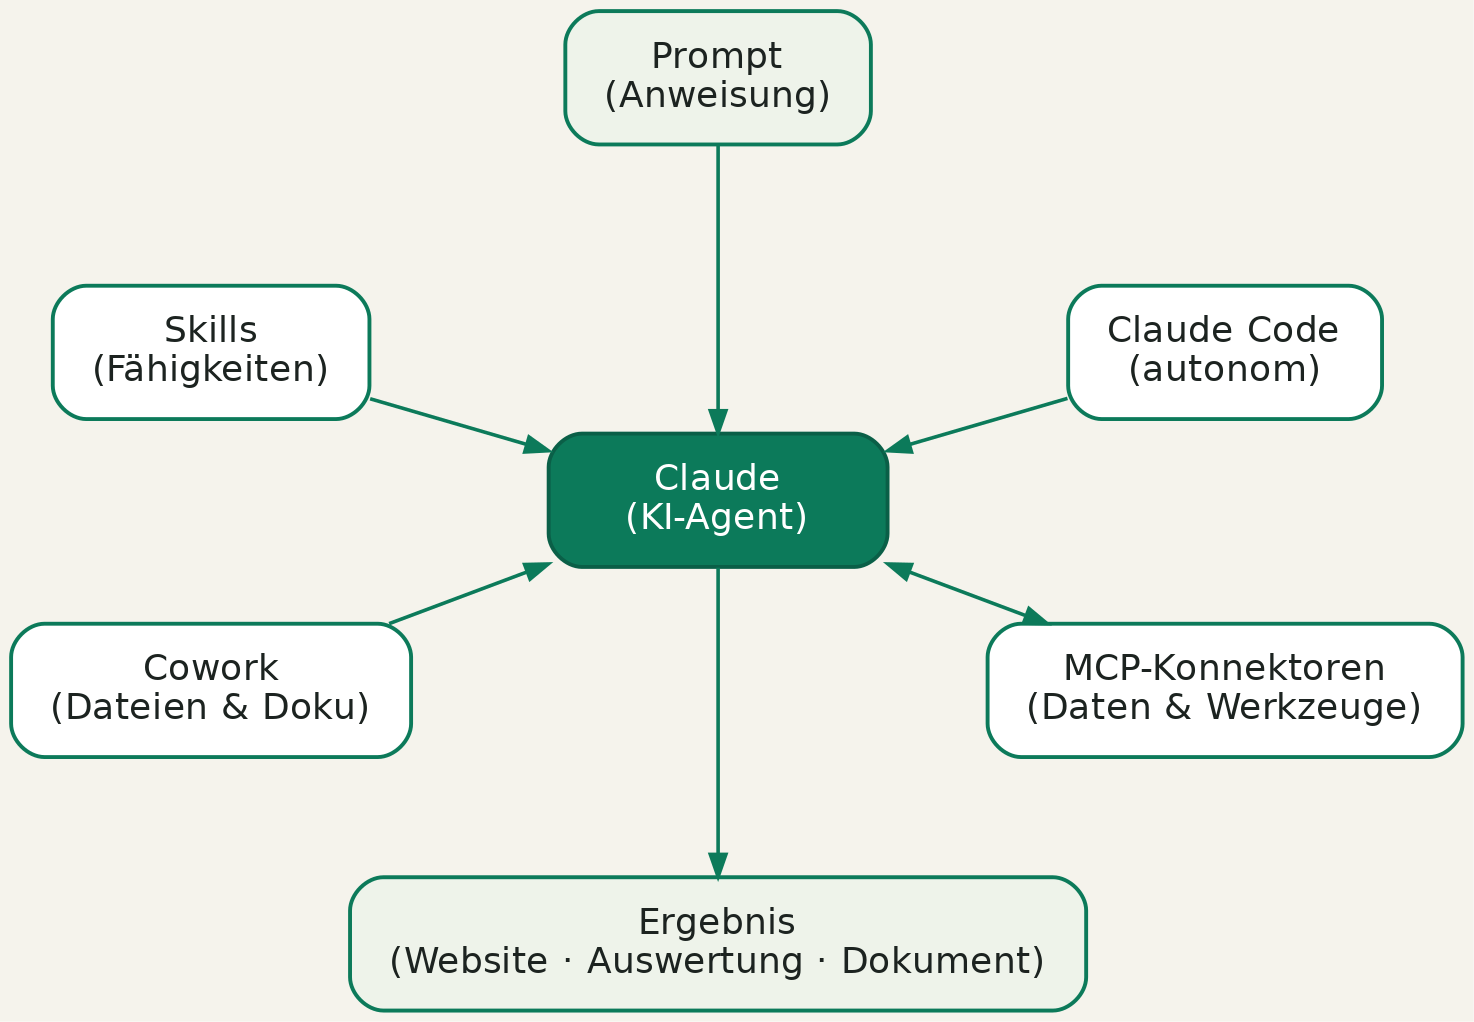 Prompt
(Anweisung)
Skills
(Fähigkeiten)
Claude Code
(autonom)
Claude
(KI-Agent)
Cowork
(Dateien & Doku)
MCP-Konnektoren
(Daten & Werkzeuge)
Ergebnis
(Website · Auswertung · Dokument)